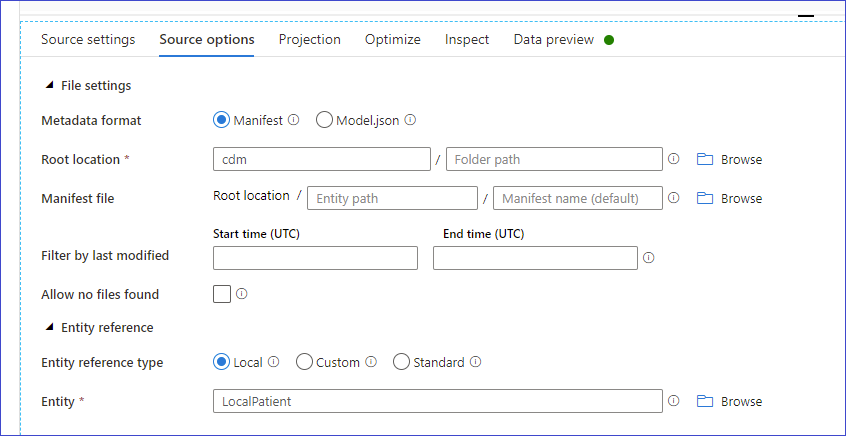 Source settings Source options Projection Optimize Inspect Data preview
File settings
Metadata format Manifest Model.json
Root location * cdm / Folder path Browse
Manifest file Root location / Entity path / Manifest name (default) Browse
Start time (UTC) End time (UTC)
Filter by last modified
Allow no files found
Entity reference
Entity reference type Local Custom Standard
Entity * LocalPatient Browse